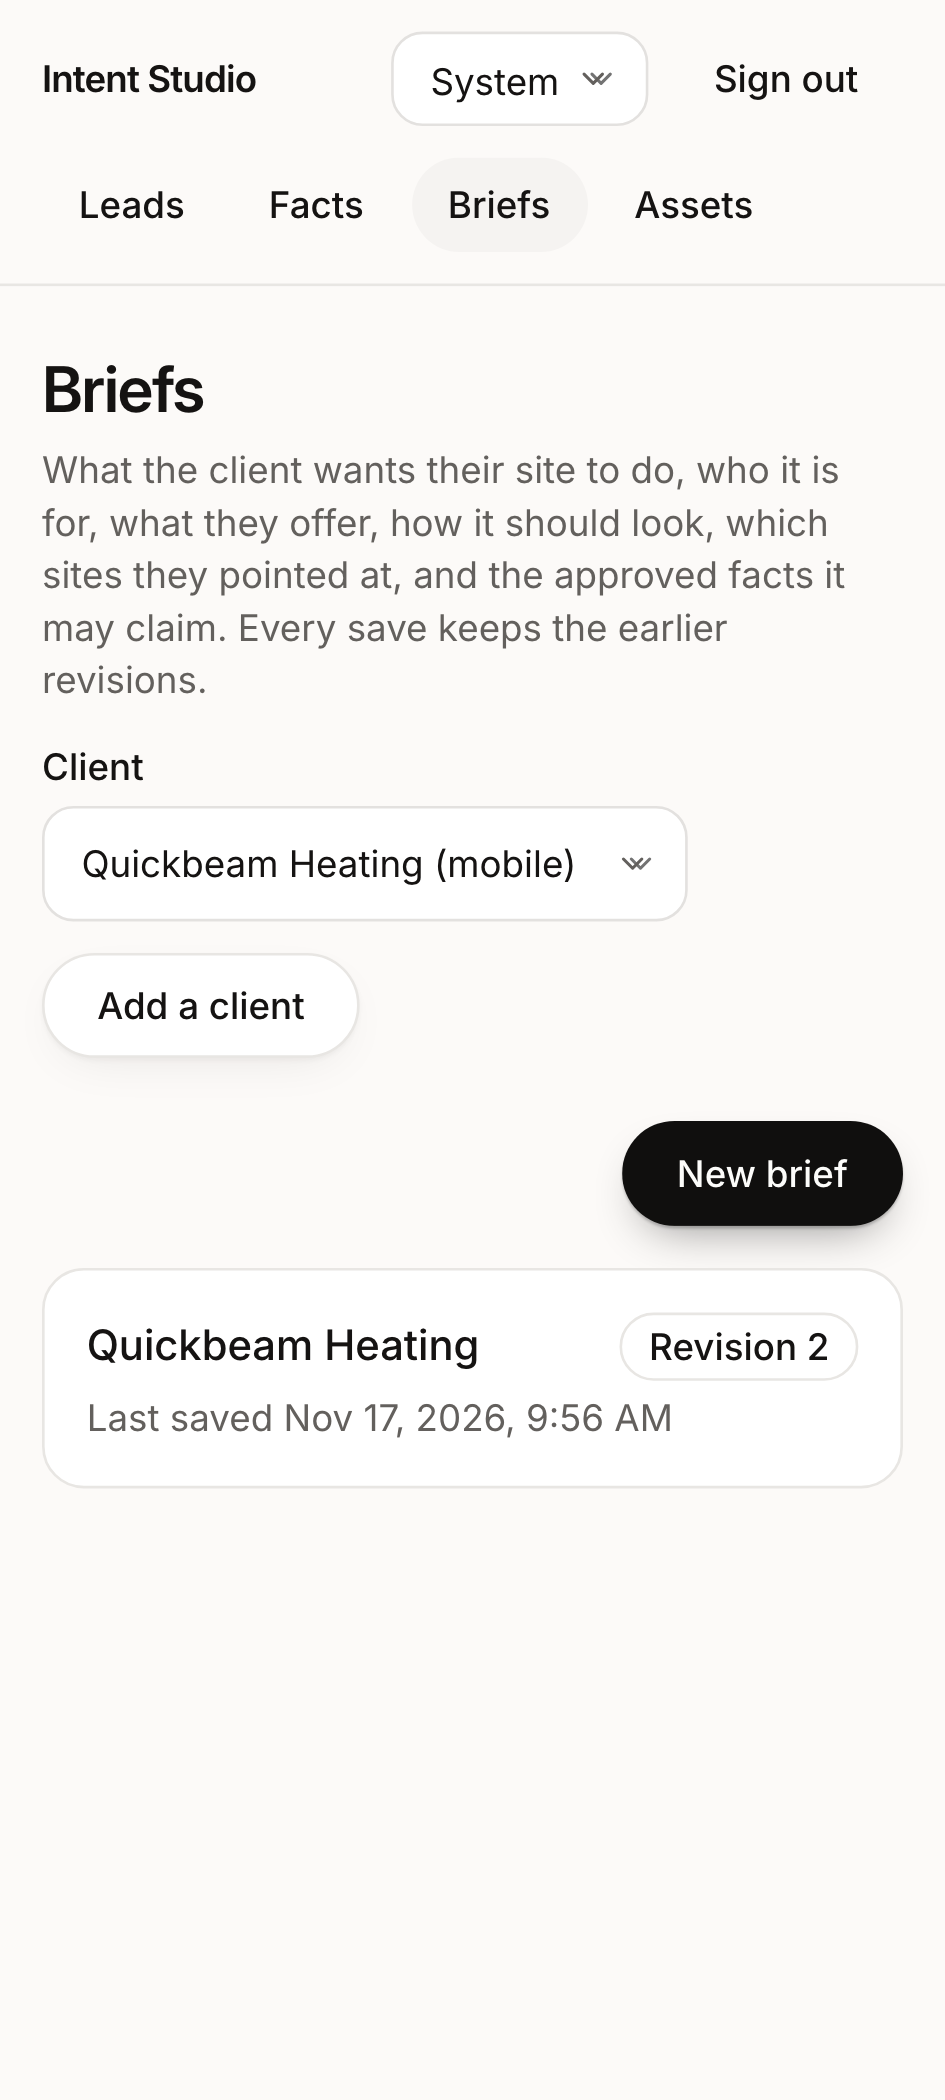 Intent Studio
System
Sign out
Leads
Facts
Briefs
Assets
Briefs
What the client wants their site to do, who it is
for, what they offer, how it should look, which
sites they pointed at, and the approved facts it
may claim. Every save keeps the earlier
revisions.
Client
Quickbeam Heating (mobile)
Add a client
New brief
Quickbeam Heating
Revision 2
Last saved Nov 17, 2026, 9:56 AM